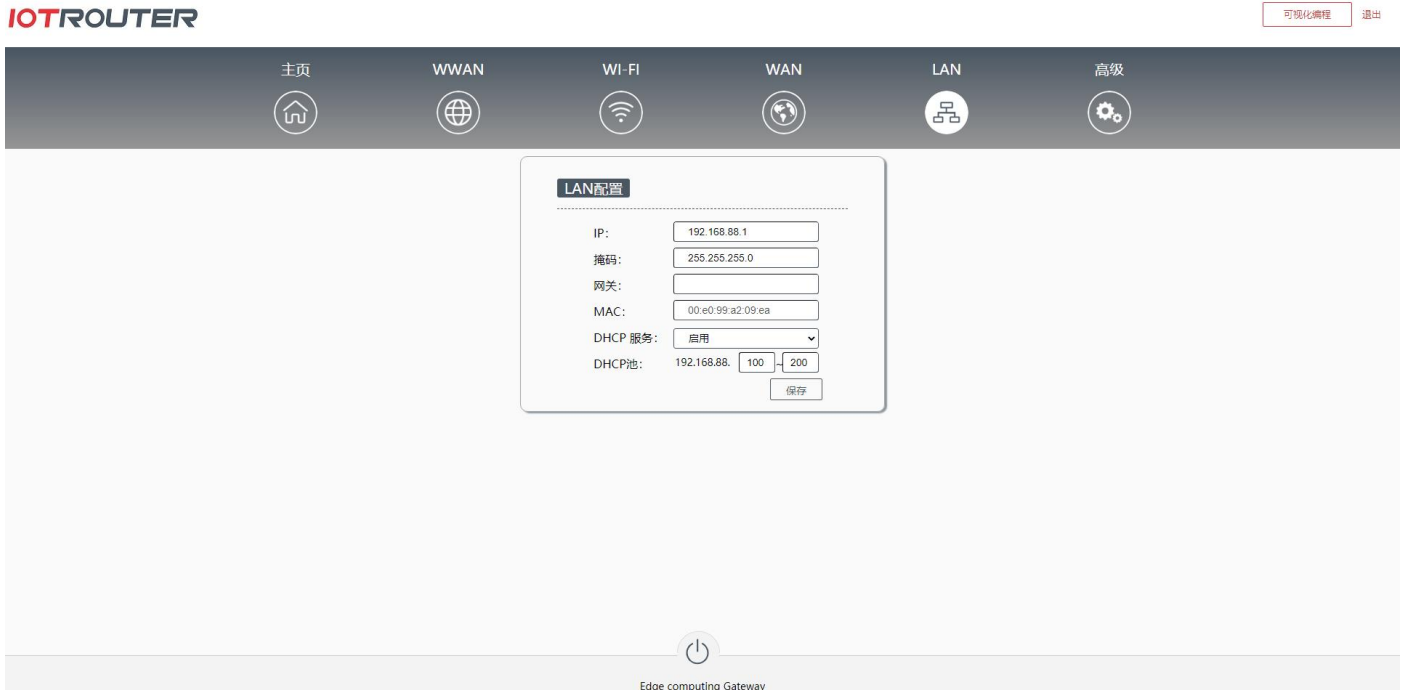 IOTROUTER
可视化编程 退出
主页 WWAN WI-FI WAN LAN 高级
LAN配置
IP: 192.168.88.1
掩码: 255.255.255.0
网关:
MAC: 00:e0:99:a2:09:ea
DHCP 服务: 启用
DHCP池: 192.168.88. 100 ~ 200
保存
Edge computing Gateway